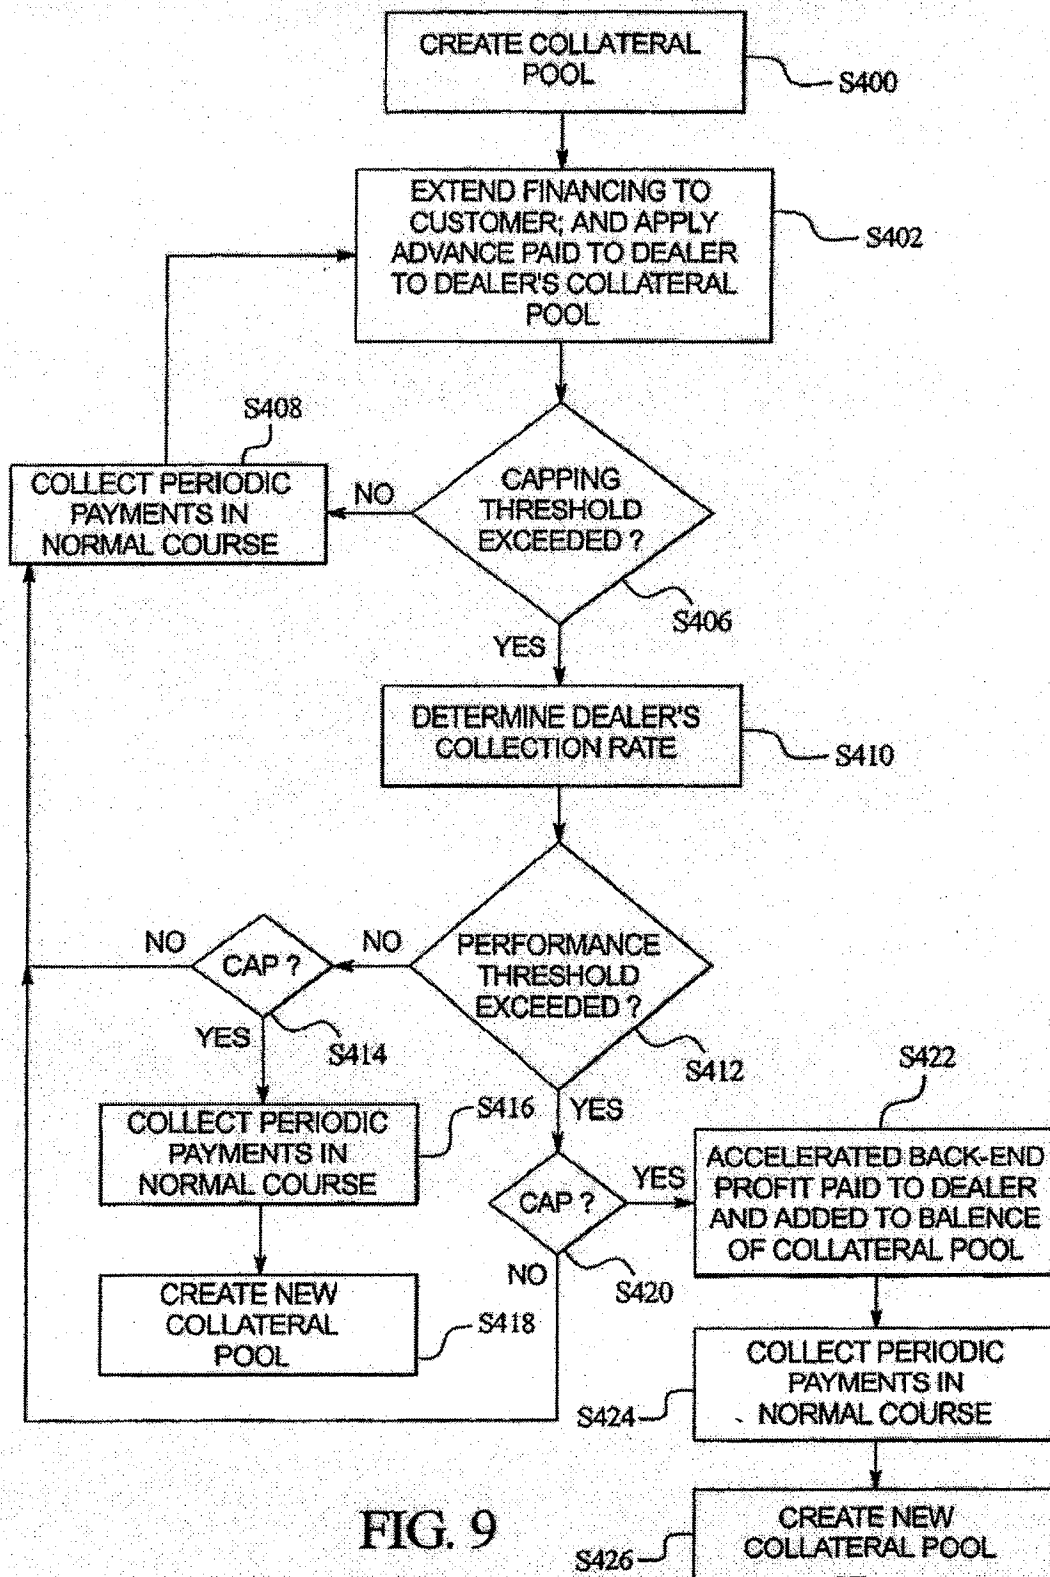 CREATE COLLATERAL
POOL
S400
EXTEND FINANCING TO
CUSTOMER; AND APPLY
ADVANCE PAID TO DEALER
TO DEALER'S COLLATERAL
POOL
S402
S408
COLLECT PERIODIC
PAYMENTS IN
NORMAL COURSE
NO
CAPPING
THRESHOLD
EXCEEDED ?
S406
YES
DETERMINE DEALER'S
COLLECTION RATE
S410
NO
CAP ?
NO
PERFORMANCE
THRESHOLD
EXCEEDED ?
YES
S414
S412
COLLECT PERIODIC
PAYMENTS IN
NORMAL COURSE
S416
YES
S422
CAP ?
YES
ACCELERATED BACK-END
PROFIT PAID TO DEALER
AND ADDED TO BALENCE
OF COLLATERAL POOL
NO
S420
CREATE NEW
COLLATERAL
POOL
S418
COLLECT PERIODIC
PAYMENTS IN
NORMAL COURSE
S424
CREATE NEW
COLLATERAL POOL
S426
FIG. 9